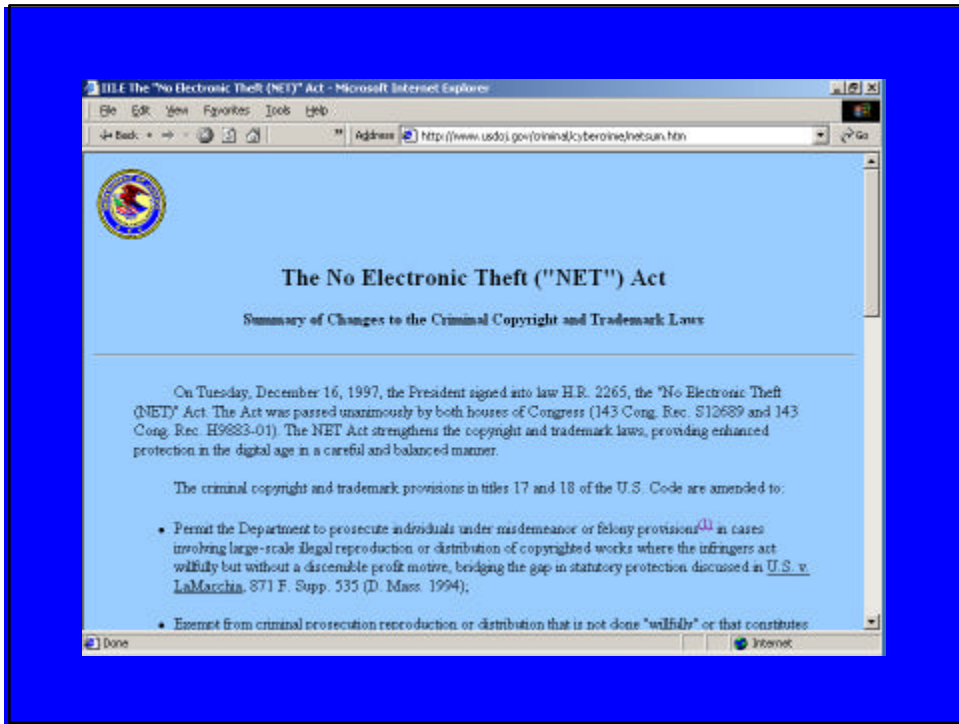 III.E The "No Electronic Theft (NET)" Act - Microsoft Internet Explorer
File Edit View Favorites Tools Help
Back » Address http://www.usdoj.gov/criminal/cybercrime/netsum.htm Go
The No Electronic Theft ("NET") Act
Summary of Changes to the Criminal Copyright and Trademark Laws
On Tuesday, December 16, 1997, the President signed into law H.R. 2265, the "No Electronic Theft
(NET)" Act. The Act was passed unanimously by both houses of Congress (143 Cong. Rec. S12689 and 143
Cong. Rec. H9883-01). The NET Act strengthens the copyright and trademark laws, providing enhanced
protection in the digital age in a careful and balanced manner.
The criminal copyright and trademark provisions in titles 17 and 18 of the U.S. Code are amended to:
• Permit the Department to prosecute individuals under misdemeanor or felony provisions(1) in cases
involving large-scale illegal reproduction or distribution of copyrighted works where the infringers act
willfully but without a discernible profit motive, bridging the gap in statutory protection discussed in U.S. v.
LaMacchia, 871 F. Supp. 535 (D. Mass. 1994);
• Exempt from criminal prosecution reproduction or distribution that is not done "willfully" or that constitutes
Done Internet